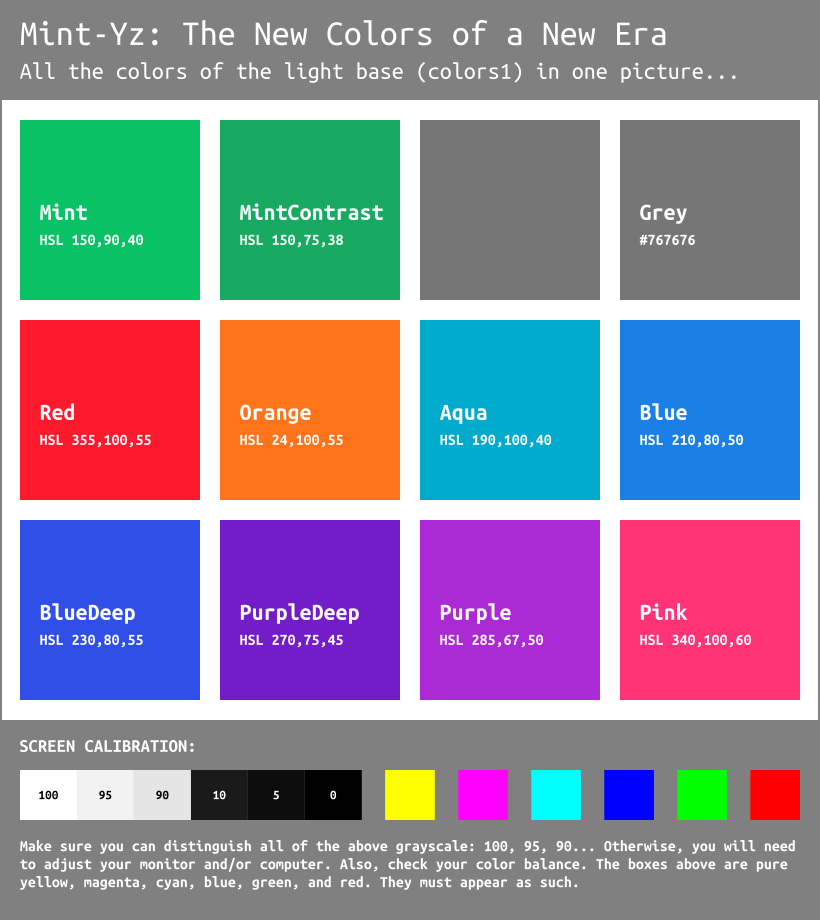 Mint-Yz: The New Colors of a New Era
All the colors of the light base (colors1) in one picture...
Mint
HSL 150,90,40
MintContrast
HSL 150,75,38
Grey
#767676
Red
HSL 355,100,55
Orange
HSL 24,100,55
Aqua
HSL 190,100,40
Blue
HSL 210,80,50
BlueDeep
HSL 230,80,55
PurpleDeep
HSL 270,75,45
Purple
HSL 285,67,50
Pink
HSL 340,100,60
SCREEN CALIBRATION:
100 95 90 10 5 0
Make sure you can distinguish all of the above grayscale: 100, 95, 90... Otherwise, you will need
to adjust your monitor and/or computer. Also, check your color balance. The boxes above are pure
yellow, magenta, cyan, blue, green, and red. They must appear as such.